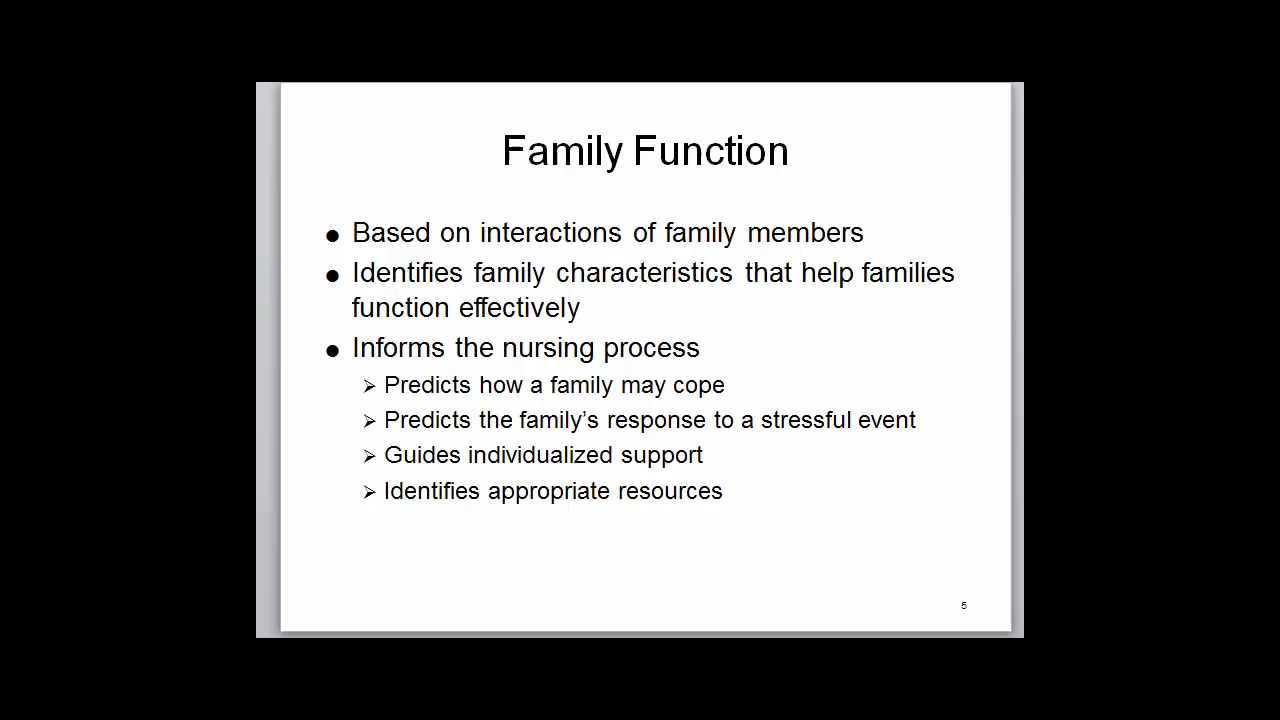 Family Function
● Based on interactions of family members
● Identifies family characteristics that help families
function effectively
● Informs the nursing process
➢ Predicts how a family may cope
➢ Predicts the family’s response to a stressful event
➢ Guides individualized support
➢ Identifies appropriate resources
5